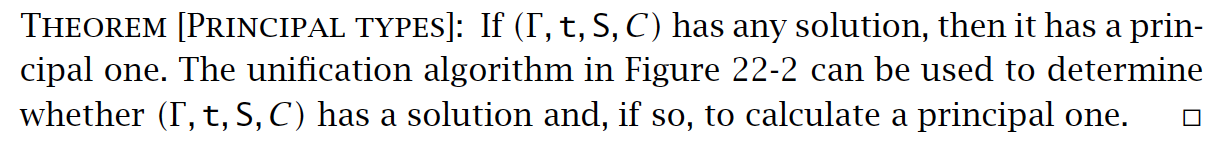 THEOREM [PRINCIPAL TYPES]: If (Γ, t, S, C) has any solution, then it has a prin-
cipal one. The unification algorithm in Figure 22-2 can be used to determine
whether (Γ, t, S, C) has a solution and, if so, to calculate a principal one. □